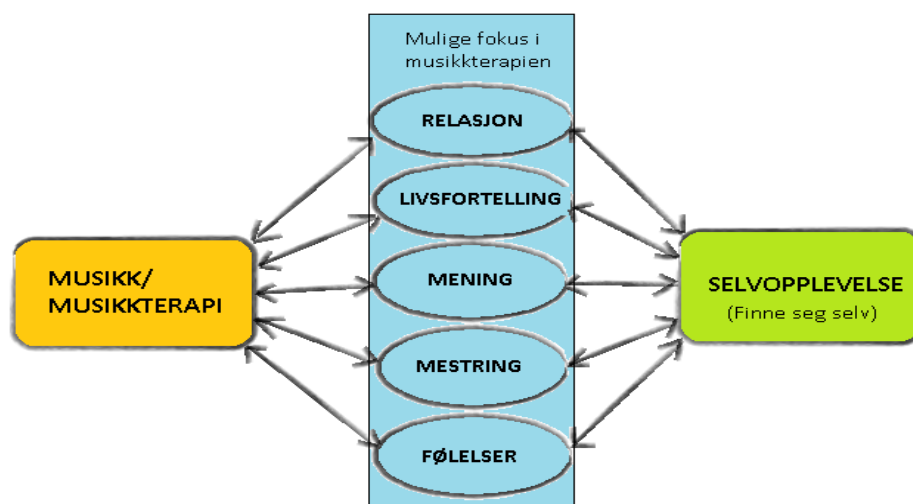 Mulige fokus i
musikkterapien
RELASJON
LIVSFORTELLING
MENING
MESTRING
FØLELSER
MUSIKK/
MUSIKKTERAPI
SELVOPPLEVELSE
(Finne seg selv)